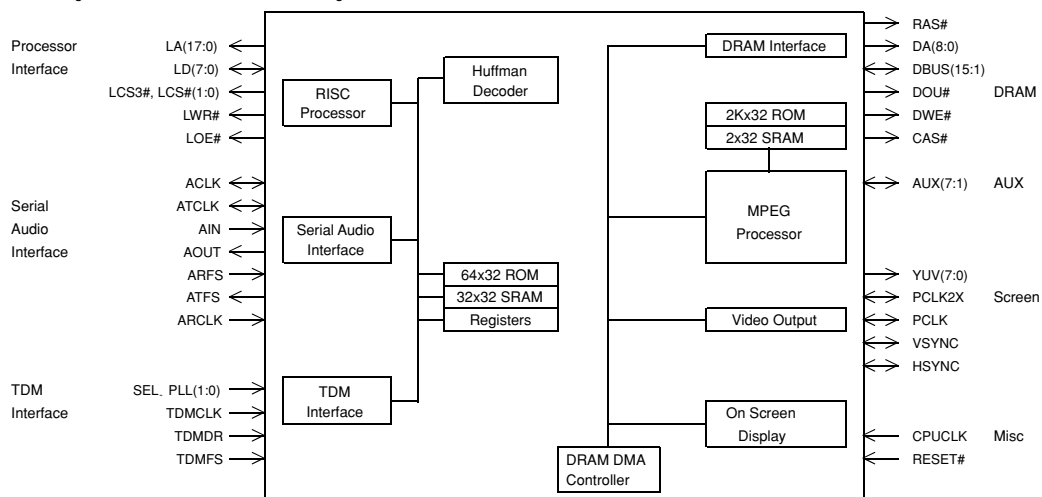 RAS#
Processor LA(17:0) DRAM Interface DA(8:0)
Interface LD(7:0) Huffman DBUS(15:1)
Decoder
LCS3#, LCS#(1:0) RISC DOU# DRAM
Processor
LWR# 2Kx32 ROM DWE#
LOE# 2x32 SRAM CAS#
ACLK AUX(7:1) AUX
Serial ATCLK MPEG
Processor
Audio AIN Serial Audio
Interface
Interface AOUT
ARFS 64x32 ROM YUV(7:0)
ATFS 32x32 SRAM PCLK2X Screen
ARCLK Registers Video Output PCLK
VSYNC
HSYNC
TDM SEL_PLL(1:0) TDM
Interface
Interface TDMCLK On Screen
Display
TDMDR CPUCLK Misc
TDMFS DRAM DMA
Controller
RESET#